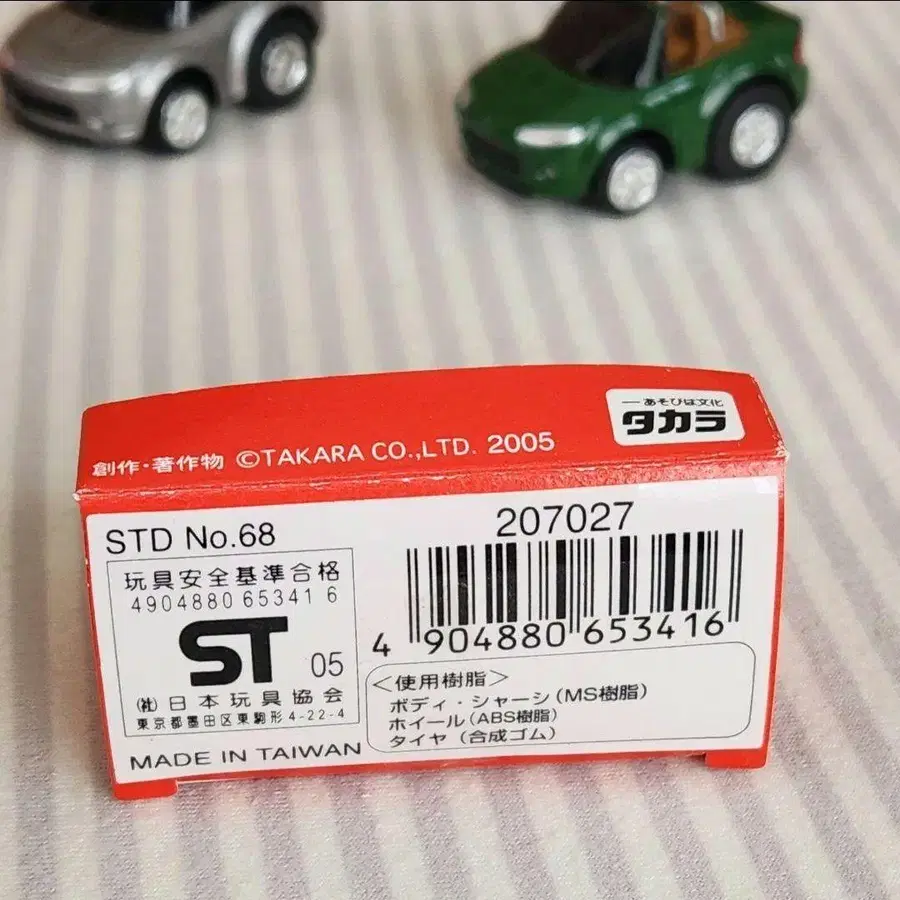 一あそびは文化
タカラ
創作・著作物 ©TAKARA CO.,LTD. 2005
STD No.68
玩具安全基準合格
4904880 65341 6
ST 05
(社)日本玩具協会
東京都墨田区東駒形4-22-4
MADE IN TAIWAN
207027
4 904880 653416
<使用樹脂>
ボディ・シャーシ(MS樹脂)
ホイール(ABS樹脂)
タイヤ(合成ゴム)